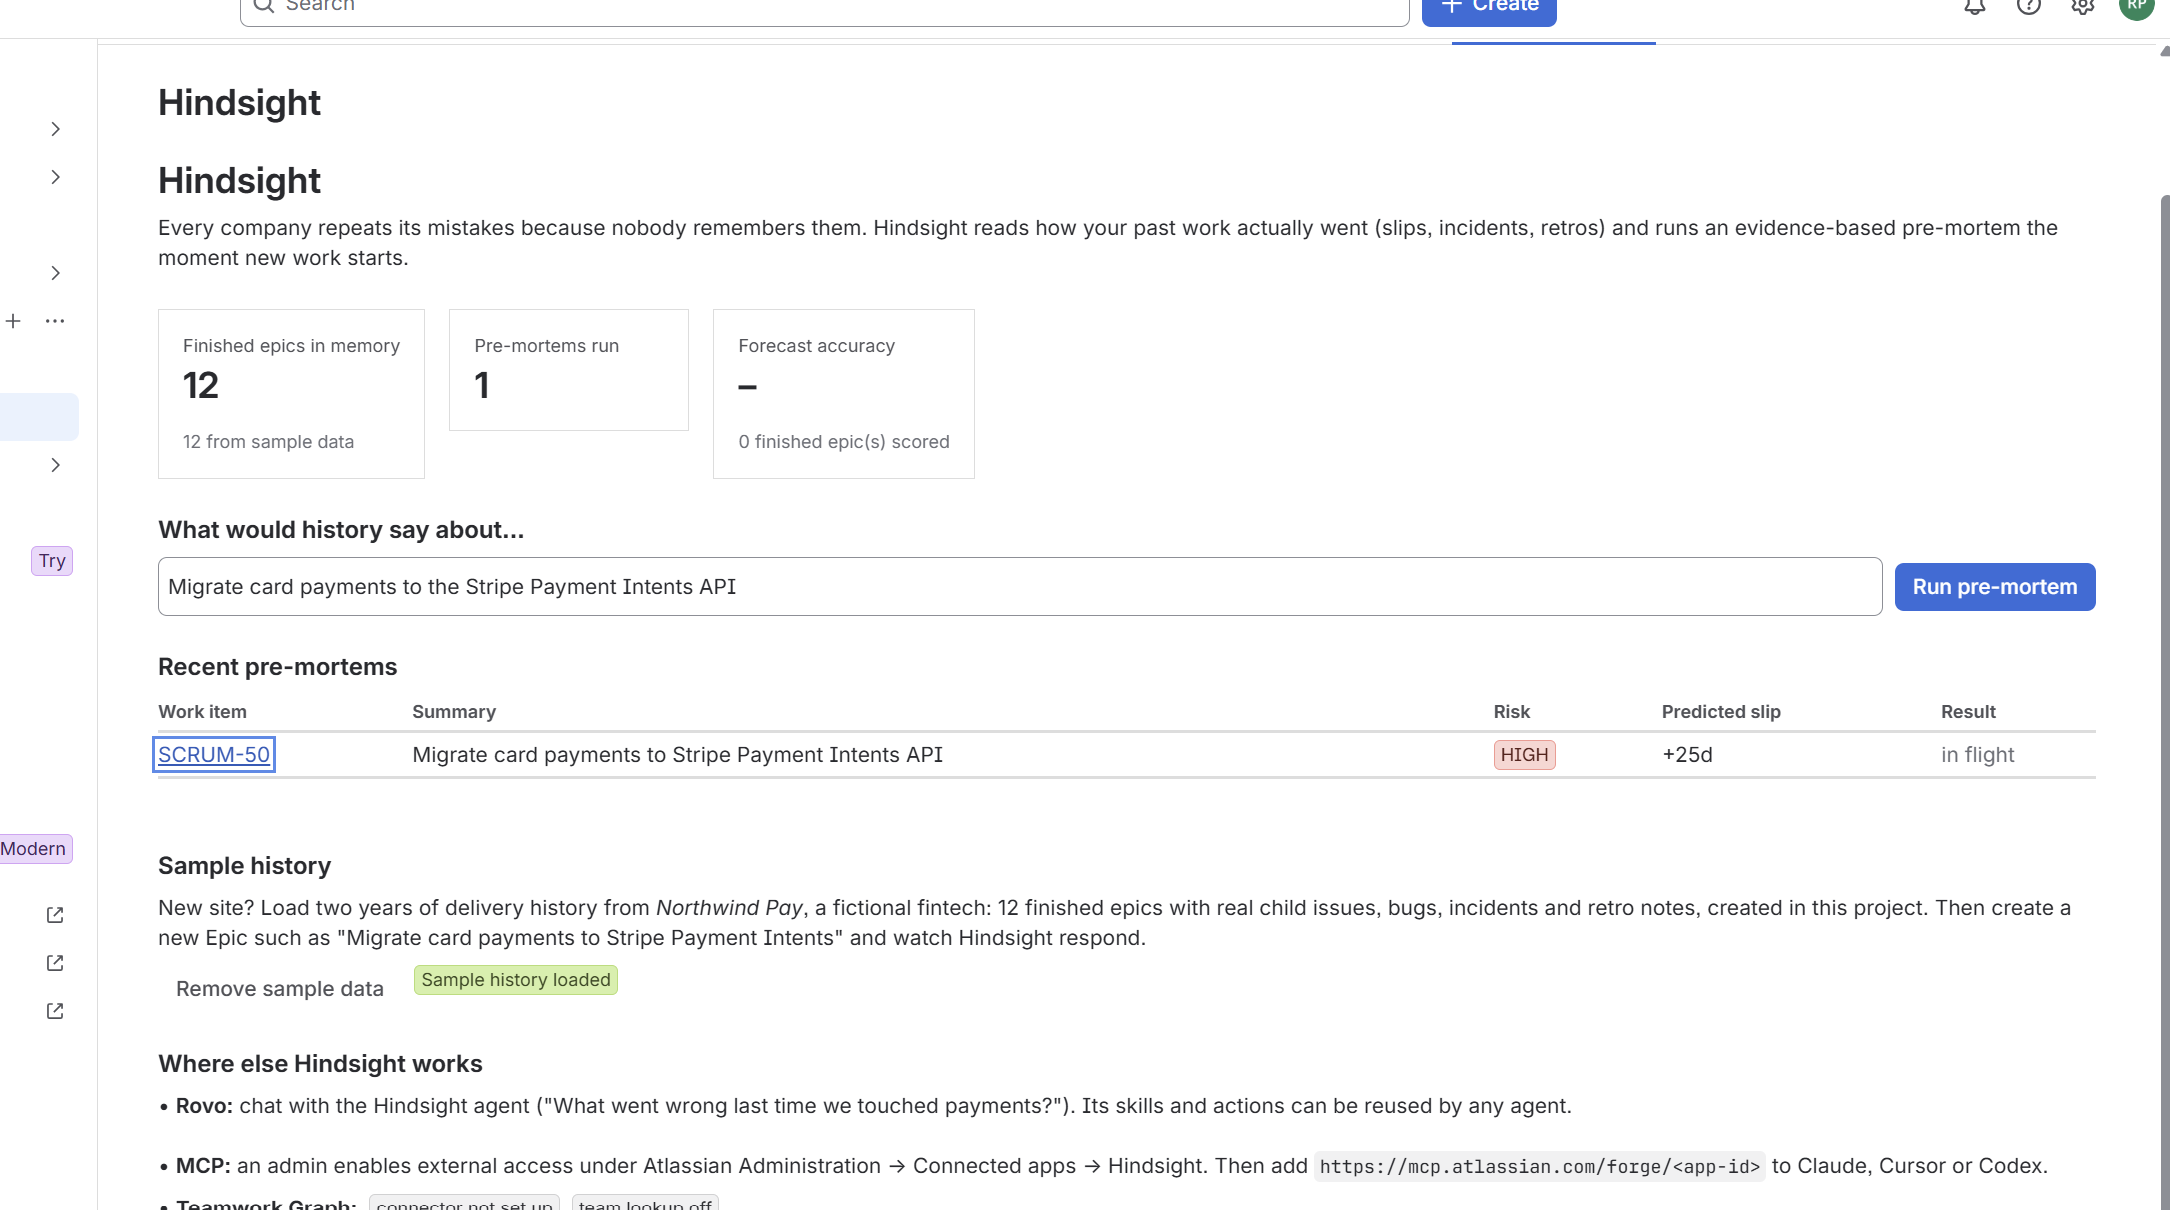 Search
Create
RP
Hindsight
Hindsight
Every company repeats its mistakes because nobody remembers them. Hindsight reads how your past work actually went (slips, incidents, retros) and runs an evidence-based pre-mortem the
moment new work starts.
Finished epics in memory
12
12 from sample data
Pre-mortems run
1
Forecast accuracy
–
0 finished epic(s) scored
What would history say about...
Try
Migrate card payments to the Stripe Payment Intents API
Run pre-mortem
Recent pre-mortems
Work item Summary Risk Predicted slip Result
SCRUM-50 Migrate card payments to Stripe Payment Intents API HIGH +25d in flight
Modern
Sample history
New site? Load two years of delivery history from Northwind Pay, a fictional fintech: 12 finished epics with real child issues, bugs, incidents and retro notes, created in this project. Then create a
new Epic such as "Migrate card payments to Stripe Payment Intents" and watch Hindsight respond.
Remove sample data Sample history loaded
Where else Hindsight works
• Rovo: chat with the Hindsight agent ("What went wrong last time we touched payments?"). Its skills and actions can be reused by any agent.
• MCP: an admin enables external access under Atlassian Administration → Connected apps → Hindsight. Then add https://mcp.atlassian.com/forge/<app-id> to Claude, Cursor or Codex.
• Teamwork Graph: connector not set up team lookup off